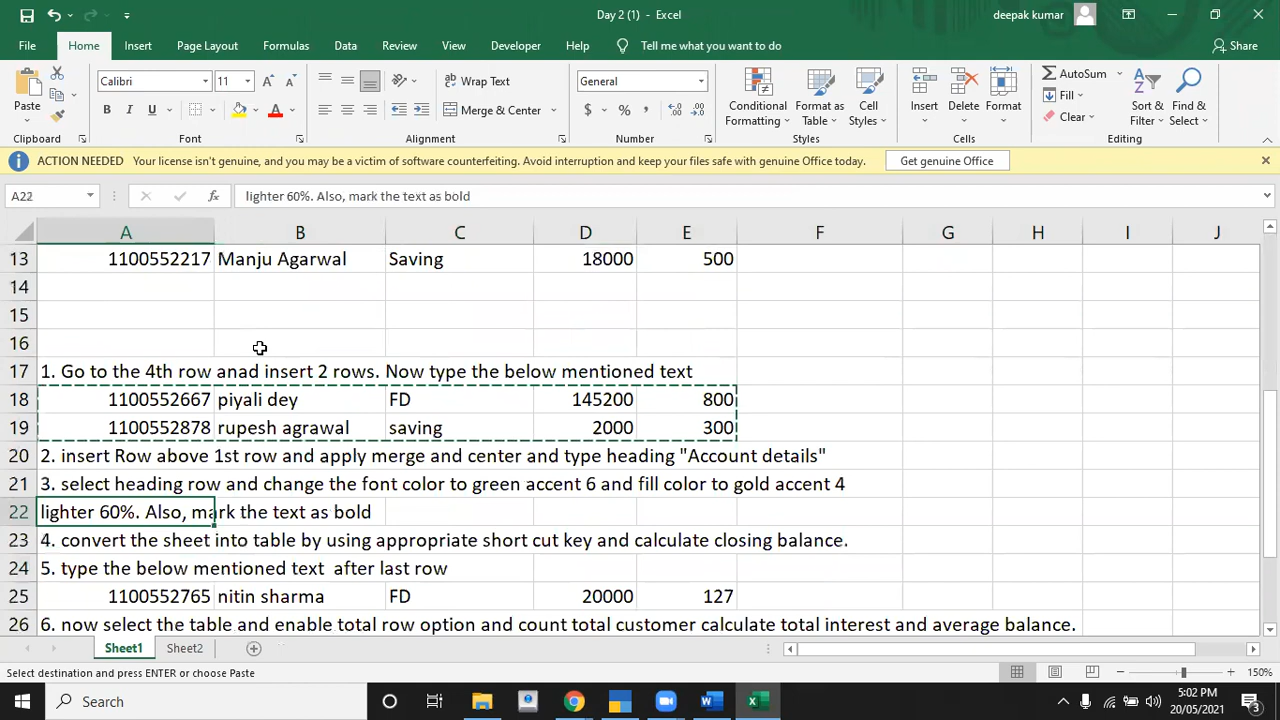 Day 2 (1) - Excel
deepak kumar
File Home Insert Page Layout Formulas Data Review View Developer Help Tell me what you want to do Share
Calibri 11 Wrap Text General AutoSum
Paste B I U Merge & Center $ % , Conditional Formatting Format as Table Cell Styles Insert Delete Format Fill Clear Sort & Filter Find & Select
Clipboard Font Alignment Number Styles Cells Editing
ACTION NEEDED Your license isn't genuine, and you may be a victim of software counterfeiting. Avoid interruption and keep your files safe with genuine Office today. Get genuine Office
A22 fx lighter 60%. Also, mark the text as bold
A B C D E F G H I J
13 1100552217 Manju Agarwal Saving 18000 500
14
15
16
17 1. Go to the 4th row anad insert 2 rows. Now type the below mentioned text
18 1100552667 piyali dey FD 145200 800
19 1100552878 rupesh agrawal saving 2000 300
20 2. insert Row above 1st row and apply merge and center and type heading "Account details"
21 3. select heading row and change the font color to green accent 6 and fill color to gold accent 4
22 lighter 60%. Also, mark the text as bold
23 4. convert the sheet into table by using appropriate short cut key and calculate closing balance.
24 5. type the below mentioned text after last row
25 1100552765 nitin sharma FD 20000 127
26 6. now select the table and enable total row option and count total customer calculate total interest and average balance.
Sheet1 Sheet2
Select destination and press ENTER or choose Paste 150%
Search
5:02 PM
20/05/2021
3